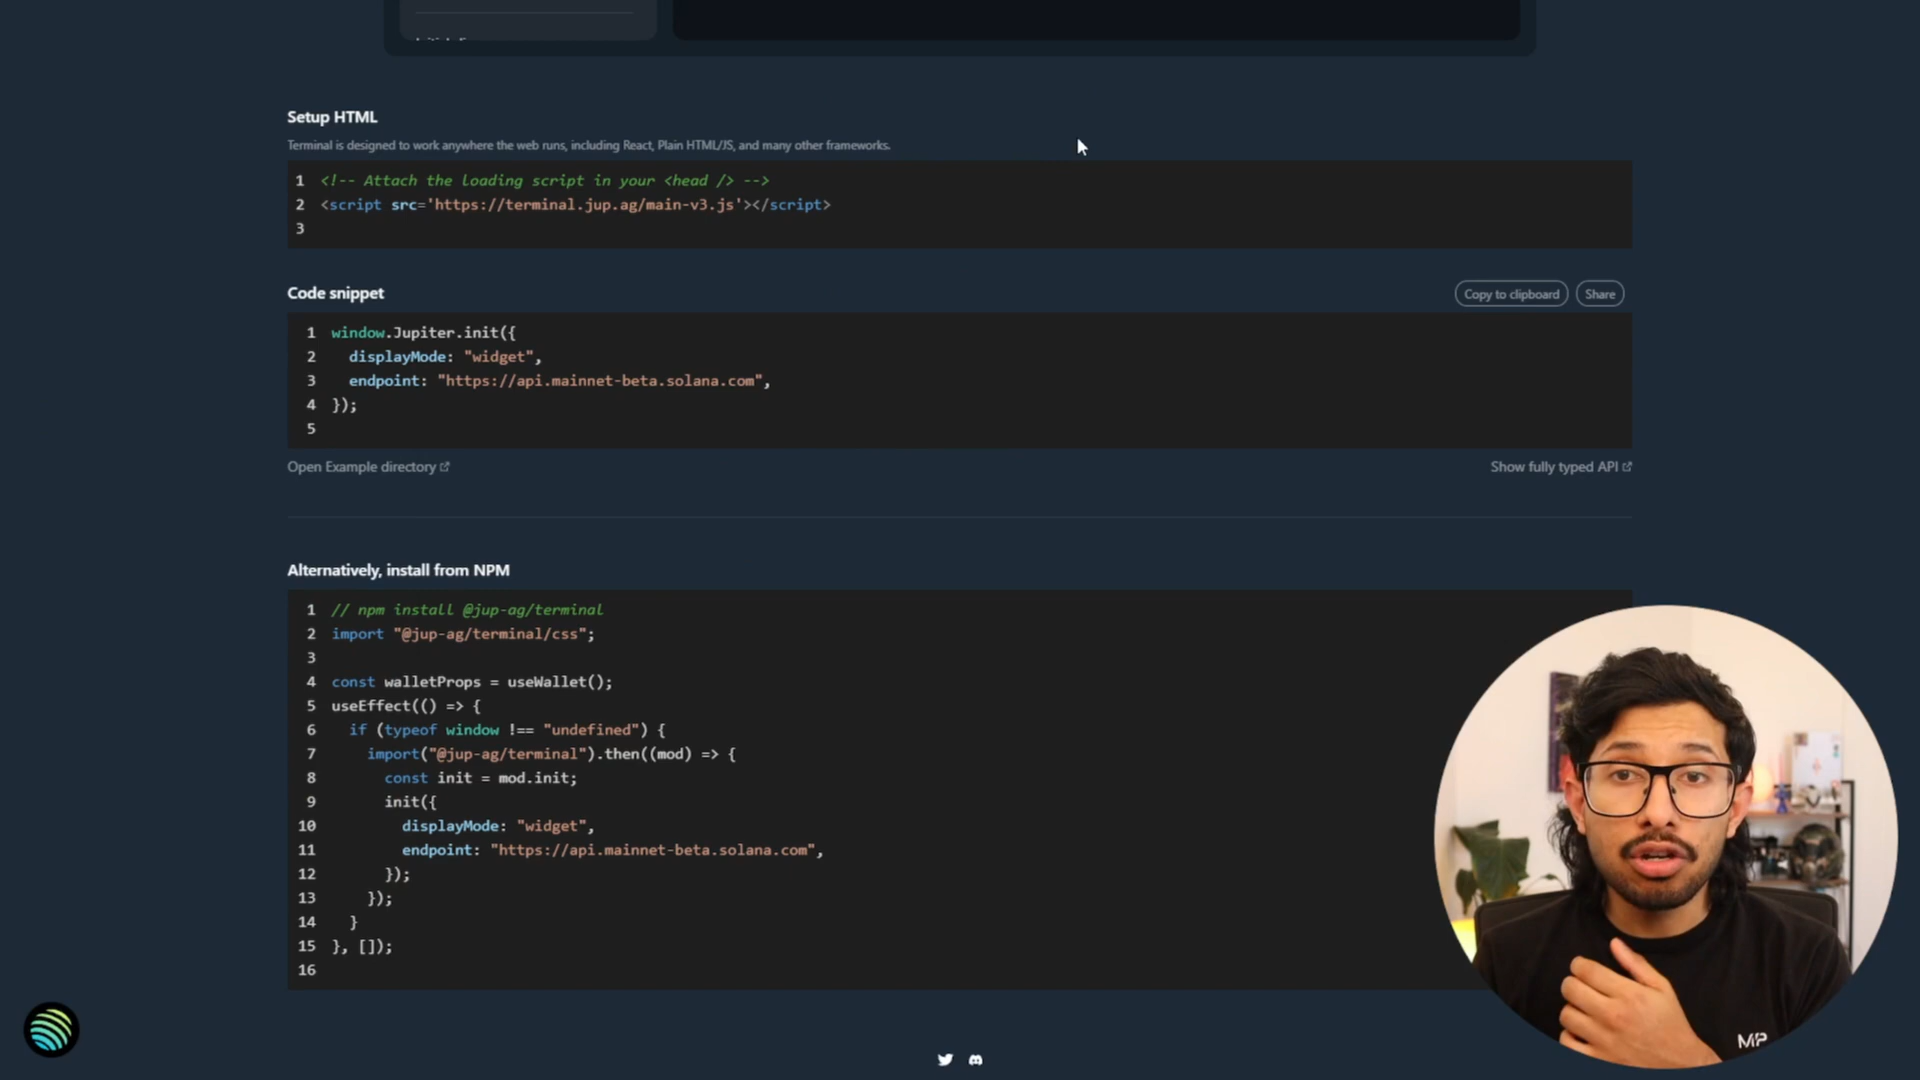 Setup HTML
Terminal is designed to work anywhere the web runs, including React, Plain HTML/JS, and many other frameworks.
1 <!-- Attach the loading script in your <head /> -->
2 <script src='https://terminal.jup.ag/main-v3.js'></script>
3
Code snippet
Copy to clipboard Share
1 window.Jupiter.init({
2 displayMode: "widget",
3 endpoint: "https://api.mainnet-beta.solana.com",
4 });
5
Open Example directory
Show fully typed API
Alternatively, install from NPM
1 // npm install @jup-ag/terminal
2 import "@jup-ag/terminal/css";
3
4 const walletProps = useWallet();
5 useEffect(() => {
6 if (typeof window !== "undefined") {
7 import("@jup-ag/terminal").then((mod) => {
8 const init = mod.init;
9 init({
10 displayMode: "widget",
11 endpoint: "https://api.mainnet-beta.solana.com",
12 });
13 });
14 }
15 }, []);
16
MP